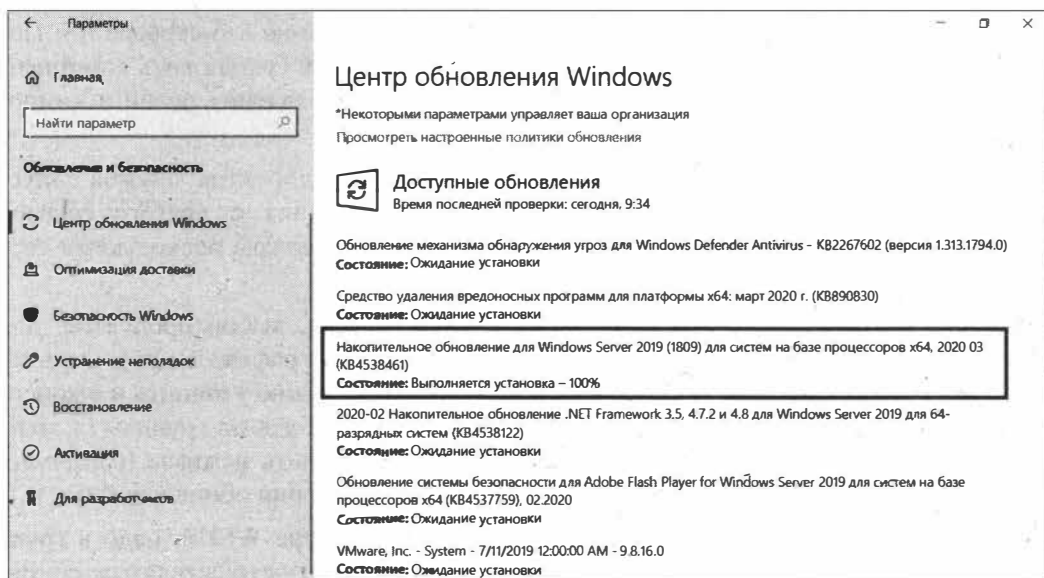 Параметры
Главная
Найти параметр
Обновление и безопасность
Центр обновления Windows
Оптимизация доставки
Безопасность Windows
Устранение неполадок
Восстановление
Активация
Для разработчиков
Центр обновления Windows
*Некоторыми параметрами управляет ваша организация
Просмотреть настроенные политики обновления
Доступные обновления
Время последней проверки: сегодня, 9:34
Обновление механизма обнаружения угроз для Windows Defender Antivirus - KB2267602 (версия 1.313.1794.0)
Состояние: Ожидание установки
Средство удаления вредоносных программ для платформы x64: март 2020 г. (KB890830)
Состояние: Ожидание установки
Накопительное обновление для Windows Server 2019 (1809) для систем на базе процессоров x64, 2020 03
(KB4538461)
Состояние: Выполняется установка – 100%
2020-02 Накопительное обновление .NET Framework 3.5, 4.7.2 и 4.8 для Windows Server 2019 для 64-
разрядных систем (KB4538122)
Состояние: Ожидание установки
Обновление системы безопасности для Adobe Flash Player for Windows Server 2019 для систем на базе
процессоров x64 (KB4537759), 02.2020
Состояние: Ожидание установки
VMware, Inc. - System - 7/11/2019 12:00:00 AM - 9.8.16.0
Состояние: Ожидание установки